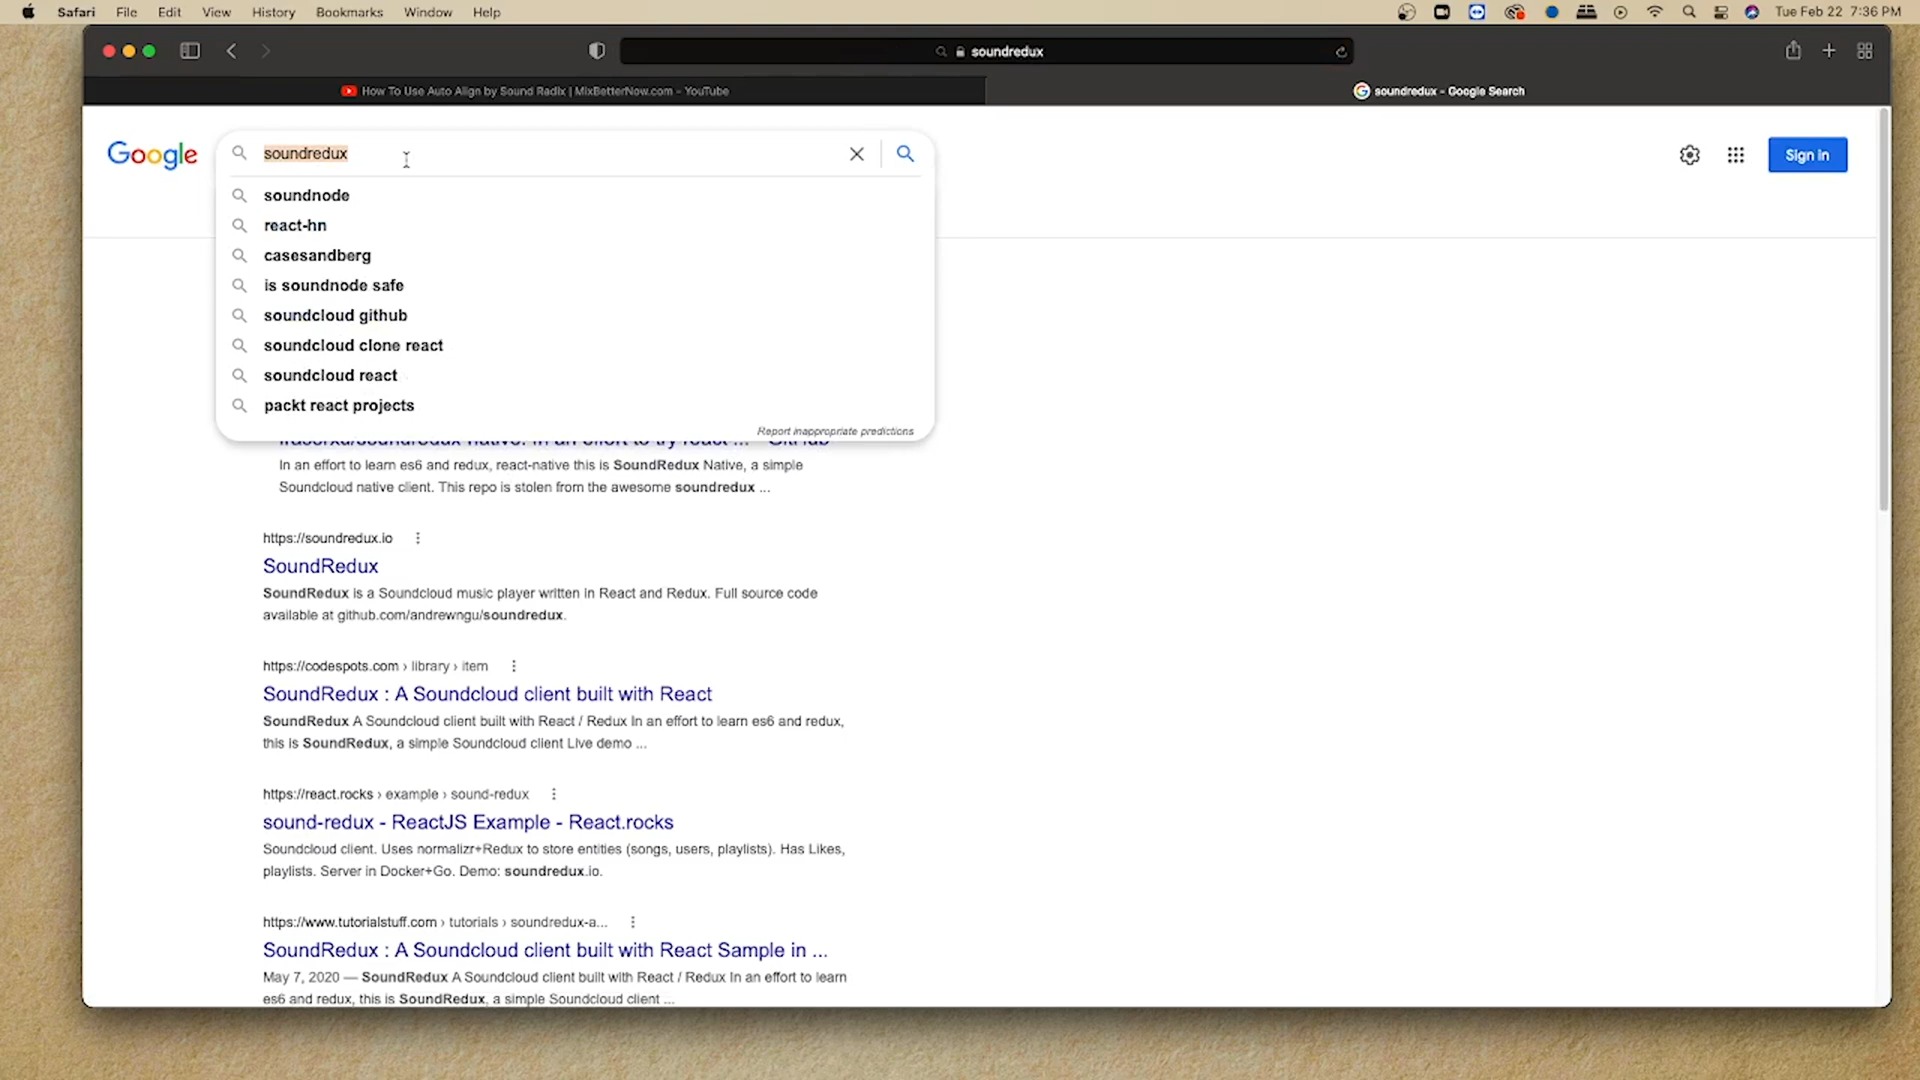 Safari File Edit View History Bookmarks Window Help Tue Feb 22 7:36 PM
soundredux
How To Use Auto Align by Sound Radix | MixBetterNow.com - YouTube
soundredux - Google Search
Google
soundredux
Sign in
soundnode
react-hn
casesandberg
is soundnode safe
soundcloud github
soundcloud clone react
soundcloud react
packt react projects
Report inappropriate predictions
fraserxu/soundredux-native: In an effort to try react ... - GitHub
In an effort to learn es6 and redux, react-native this is SoundRedux Native, a simple
Soundcloud native client. This repo is stolen from the awesome soundredux ...
https://soundredux.io
SoundRedux
SoundRedux is a Soundcloud music player written in React and Redux. Full source code
available at github.com/andrewngu/soundredux.
https://codespots.com › library › item
SoundRedux : A Soundcloud client built with React
SoundRedux A Soundcloud client built with React / Redux In an effort to learn es6 and redux,
this is SoundRedux, a simple Soundcloud client Live demo ...
https://react.rocks › example › sound-redux
sound-redux - ReactJS Example - React.rocks
Soundcloud client. Uses normalizr+Redux to store entities (songs, users, playlists). Has Likes,
playlists. Server in Docker+Go. Demo: soundredux.io.
https://www.tutorialstuff.com › tutorials › soundredux-a...
SoundRedux : A Soundcloud client built with React Sample in ...
May 7, 2020 — SoundRedux A Soundcloud client built with React / Redux In an effort to learn
es6 and redux, this is SoundRedux, a simple Soundcloud client ...